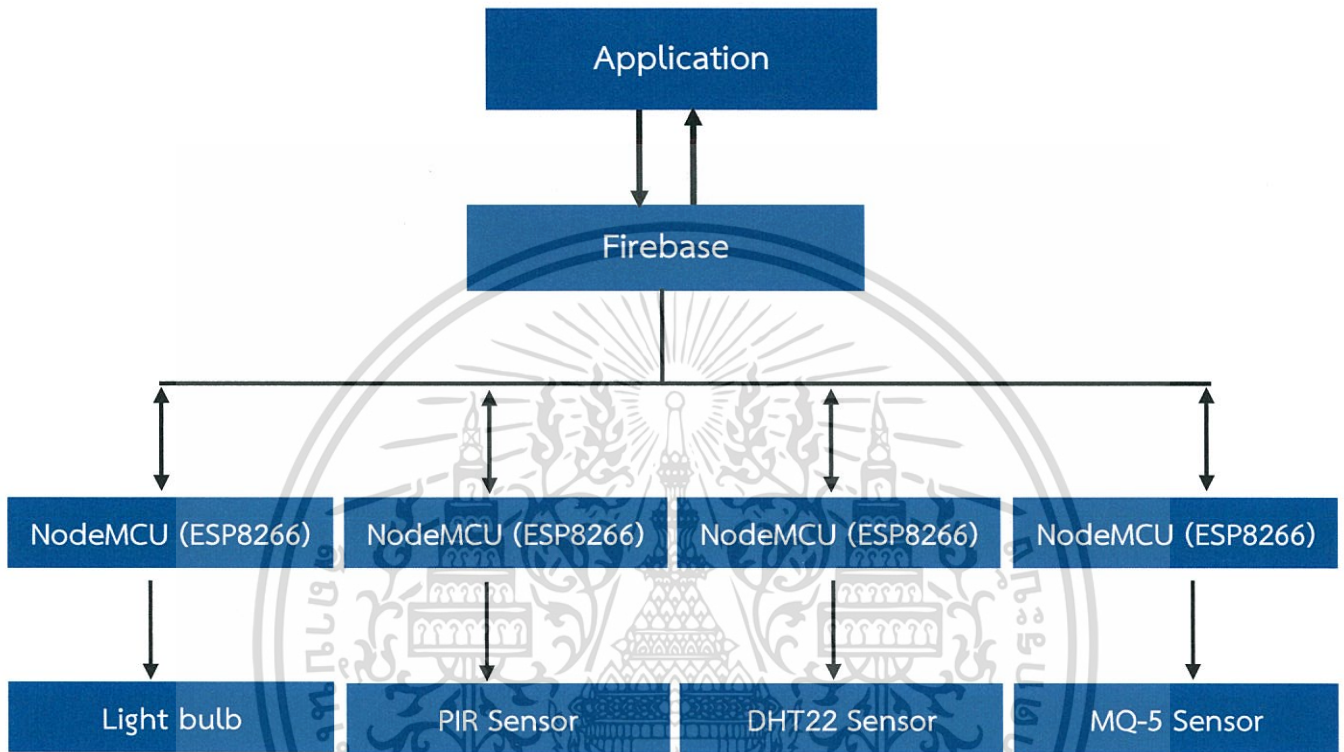 Application
Firebase
NodeMCU (ESP8266) NodeMCU (ESP8266) NodeMCU (ESP8266) NodeMCU (ESP8266)
Light bulb PIR Sensor DHT22 Sensor MQ-5 Sensor